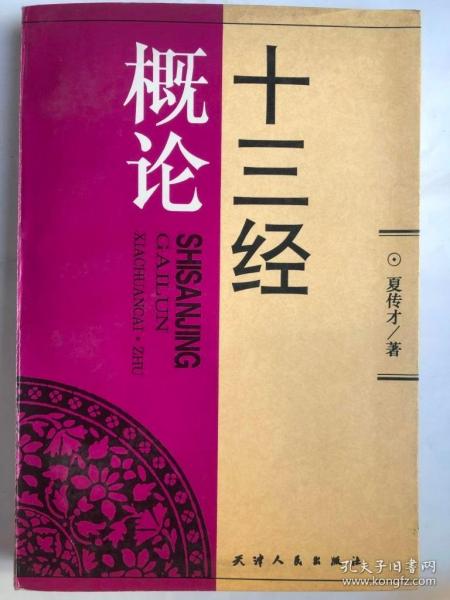 十三经
概论
SHISANJING
GAILUN
XIACHUANCAI·ZHU
⊙夏传才/著
天津人民出版社
孔夫子旧书网
www.kongfz.com